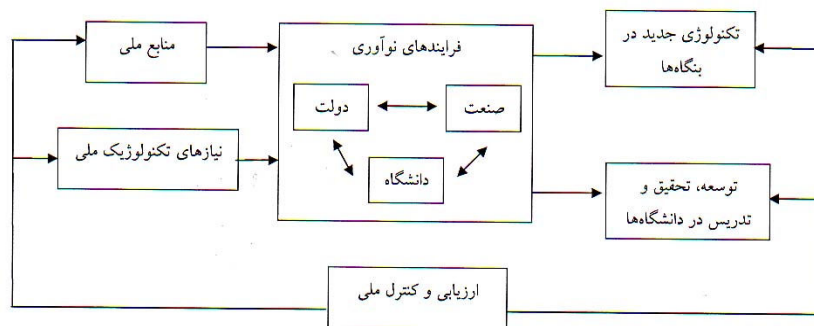 منابع ملی
فرایندهای نوآوری
تکنولوژی جدید در
بنگاه‌ها
دولت
صنعت
نیازهای تکنولوژیک ملی
دانشگاه
توسعه، تحقیق و
تدریس در دانشگاه‌ها
ارزیابی و کنترل ملی